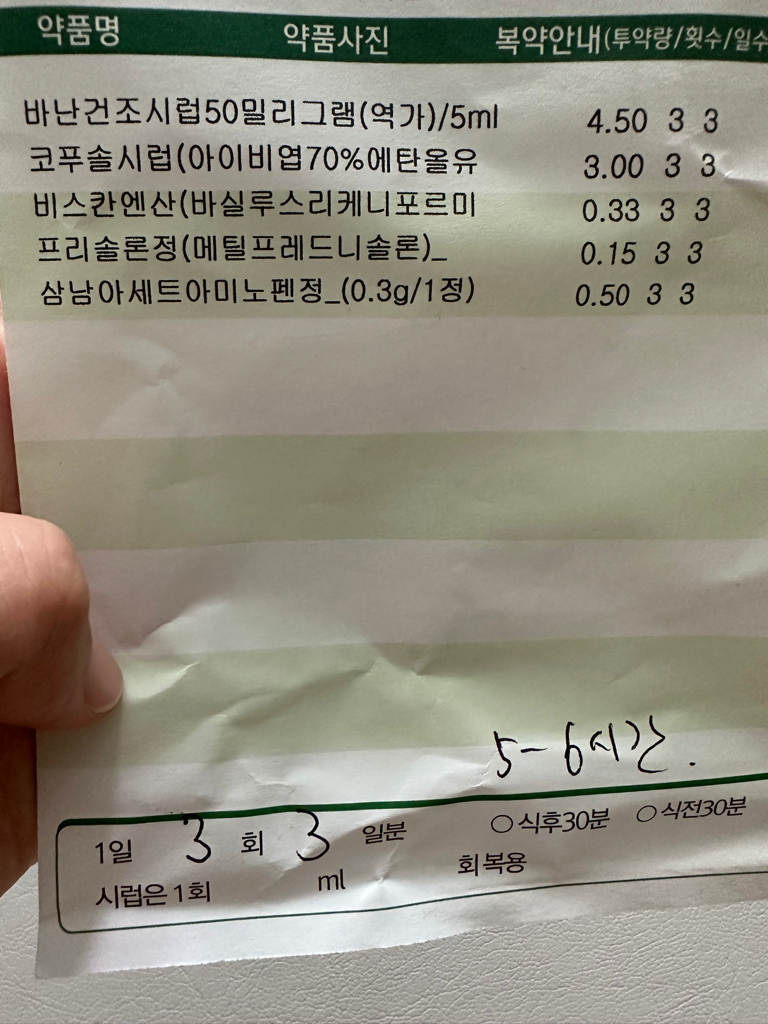 약품명 약품사진 복약안내(투약량/횟수/일수
바난건조시럽50밀리그램(역가)/5ml 4.50 3 3
코푸솔시럽(아이비엽70%에탄올유 3.00 3 3
비스칸엔산(바실루스리케니포르미 0.33 3 3
프리솔론정(메틸프레드니솔론)_ 0.15 3 3
삼남아세트아미노펜정_(0.3g/1정) 0.50 3 3
5-6시간.
1일 3 회 3 일분 ○식후30분 ○식전30분
시럽은 1회 ml 회 복용